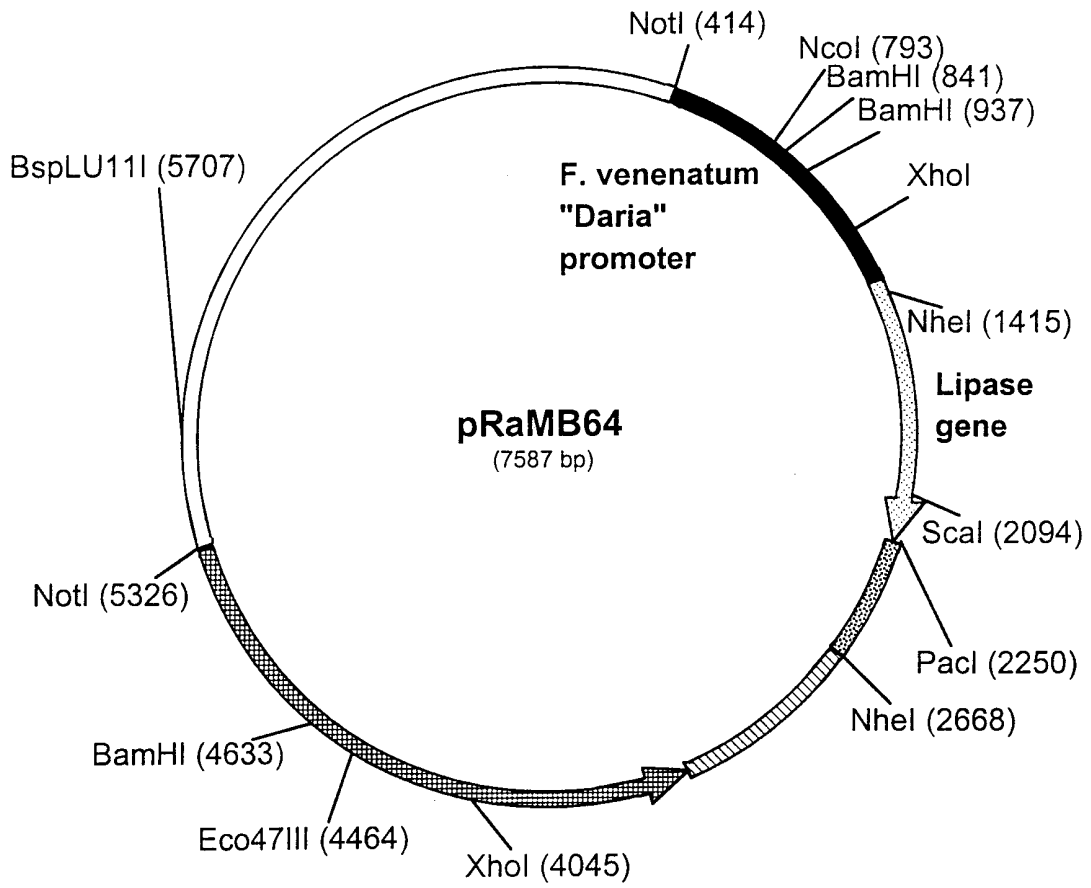 NotI (414)
NcoI (793)
BamHI (841)
BamHI (937)
BspLU11I (5707)
F. venenatum
"Daria"
promoter
XhoI
NheI (1415)
Lipase
gene
pRaMB64
(7587 bp)
ScaI (2094)
NotI (5326)
PacI (2250)
NheI (2668)
BamHI (4633)
Eco47III (4464)
XhoI (4045)